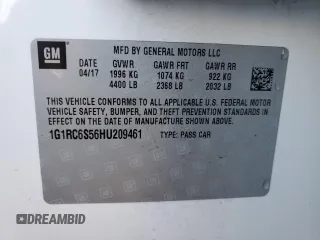 GM
MFD BY GENERAL MOTORS LLC
DATE GVWR GAWR FRT GAWR RR
04/17 1996 KG 1074 KG 922 KG
4400 LB 2368 LB 2032 LB
THIS VEHICLE CONFORMS TO ALL APPLICABLE U.S. FEDERAL MOTOR
VEHICLE SAFETY, BUMPER, AND THEFT PREVENTION STANDARDS
IN EFFECT ON THE DATE OF MANUFACTURE SHOWN ABOVE.
1G1RC6S56HU209461 TYPE: PASS CAR
IDREAMBID